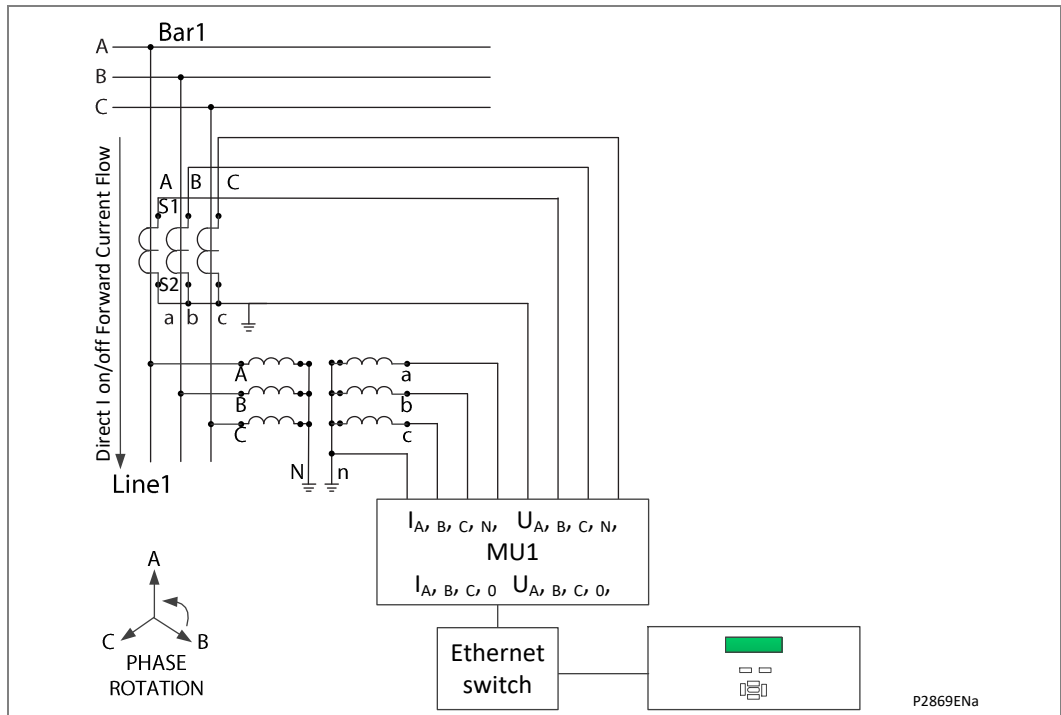 Bar1
A
B
C
Direct I on/off Forward Current Flow
A B C
S1
S2
a b c
A a
B b
C c
N n
Line1
IA, B, C, N, UA, B, C, N,
MU1
IA, B, C, 0 UA, B, C, 0,
A
C B
PHASE
ROTATION
Ethernet
switch
P2869ENa